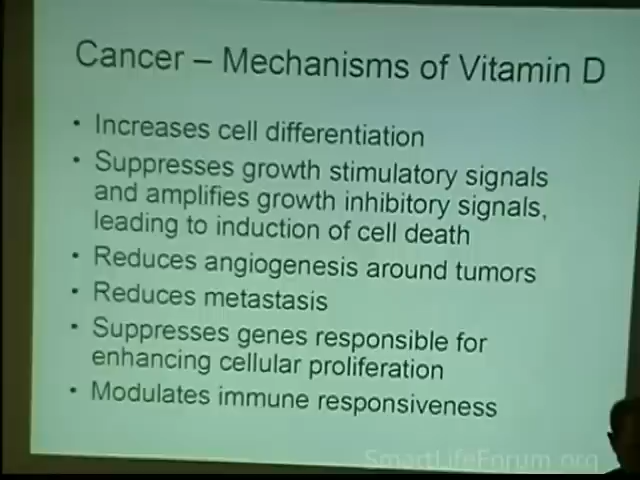 Cancer – Mechanisms of Vitamin D
• Increases cell differentiation
• Suppresses growth stimulatory signals
and amplifies growth inhibitory signals,
leading to induction of cell death
• Reduces angiogenesis around tumors
• Reduces metastasis
• Suppresses genes responsible for
enhancing cellular proliferation
• Modulates immune responsiveness
SmartLifeForum.org